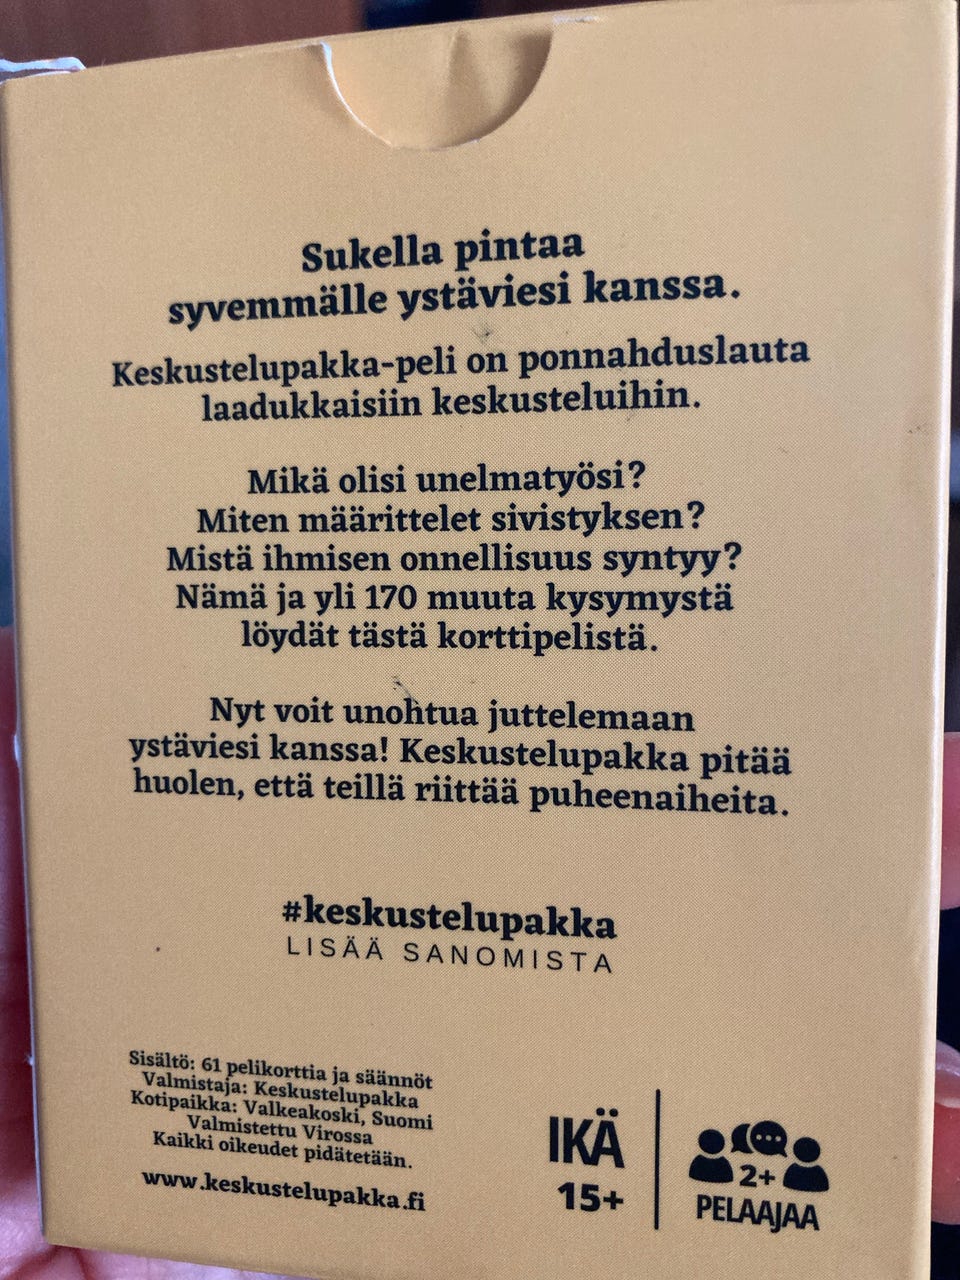 Sukella pintaa
syvemmälle ystäviesi kanssa.
Keskustelupakka-peli on ponnahduslauta
laadukkaisiin keskusteluihin.
Mikä olisi unelmatyösi?
Miten määrittelet sivistyksen?
Mistä ihmisen onnellisuus syntyy?
Nämä ja yli 170 muuta kysymystä
löydät tästä korttipelistä.
Nyt voit unohtua juttelemaan
ystäviesi kanssa! Keskustelupakka pitää
huolen, että teillä riittää puheenaiheita.
#keskustelupakka
LISÄÄ SANOMISTA
Sisältö: 61 pelikorttia ja säännöt
Valmistaja: Keskustelupakka
Kotipaikka: Valkeakoski, Suomi
Valmistettu Virossa
Kaikki oikeudet pidätetään.
www.keskustelupakka.fi
IKÄ
15+
2+
PELAAJAA